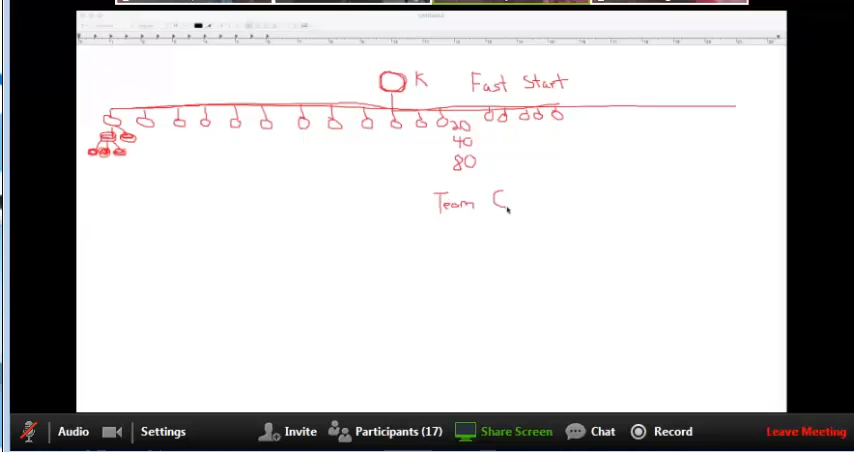 K Fast Start
20
40
80
Team C
Audio Settings Invite Participants (17) Share Screen Chat Record Leave Meeting